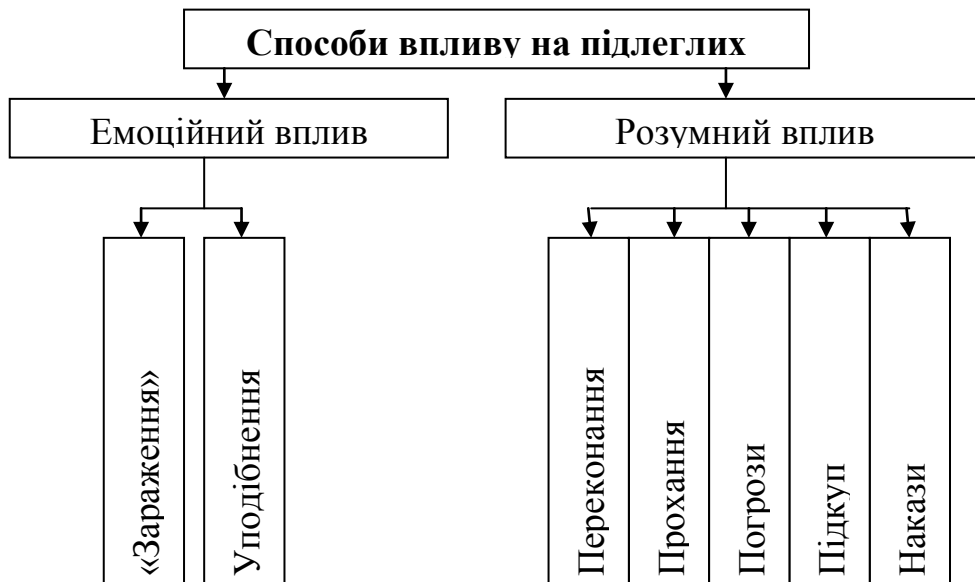 Способи впливу на підлеглих
Емоційний вплив
Розумний вплив
«Зараження»
Уподібнення
Переконання
Прохання
Погрози
Підкуп
Накази